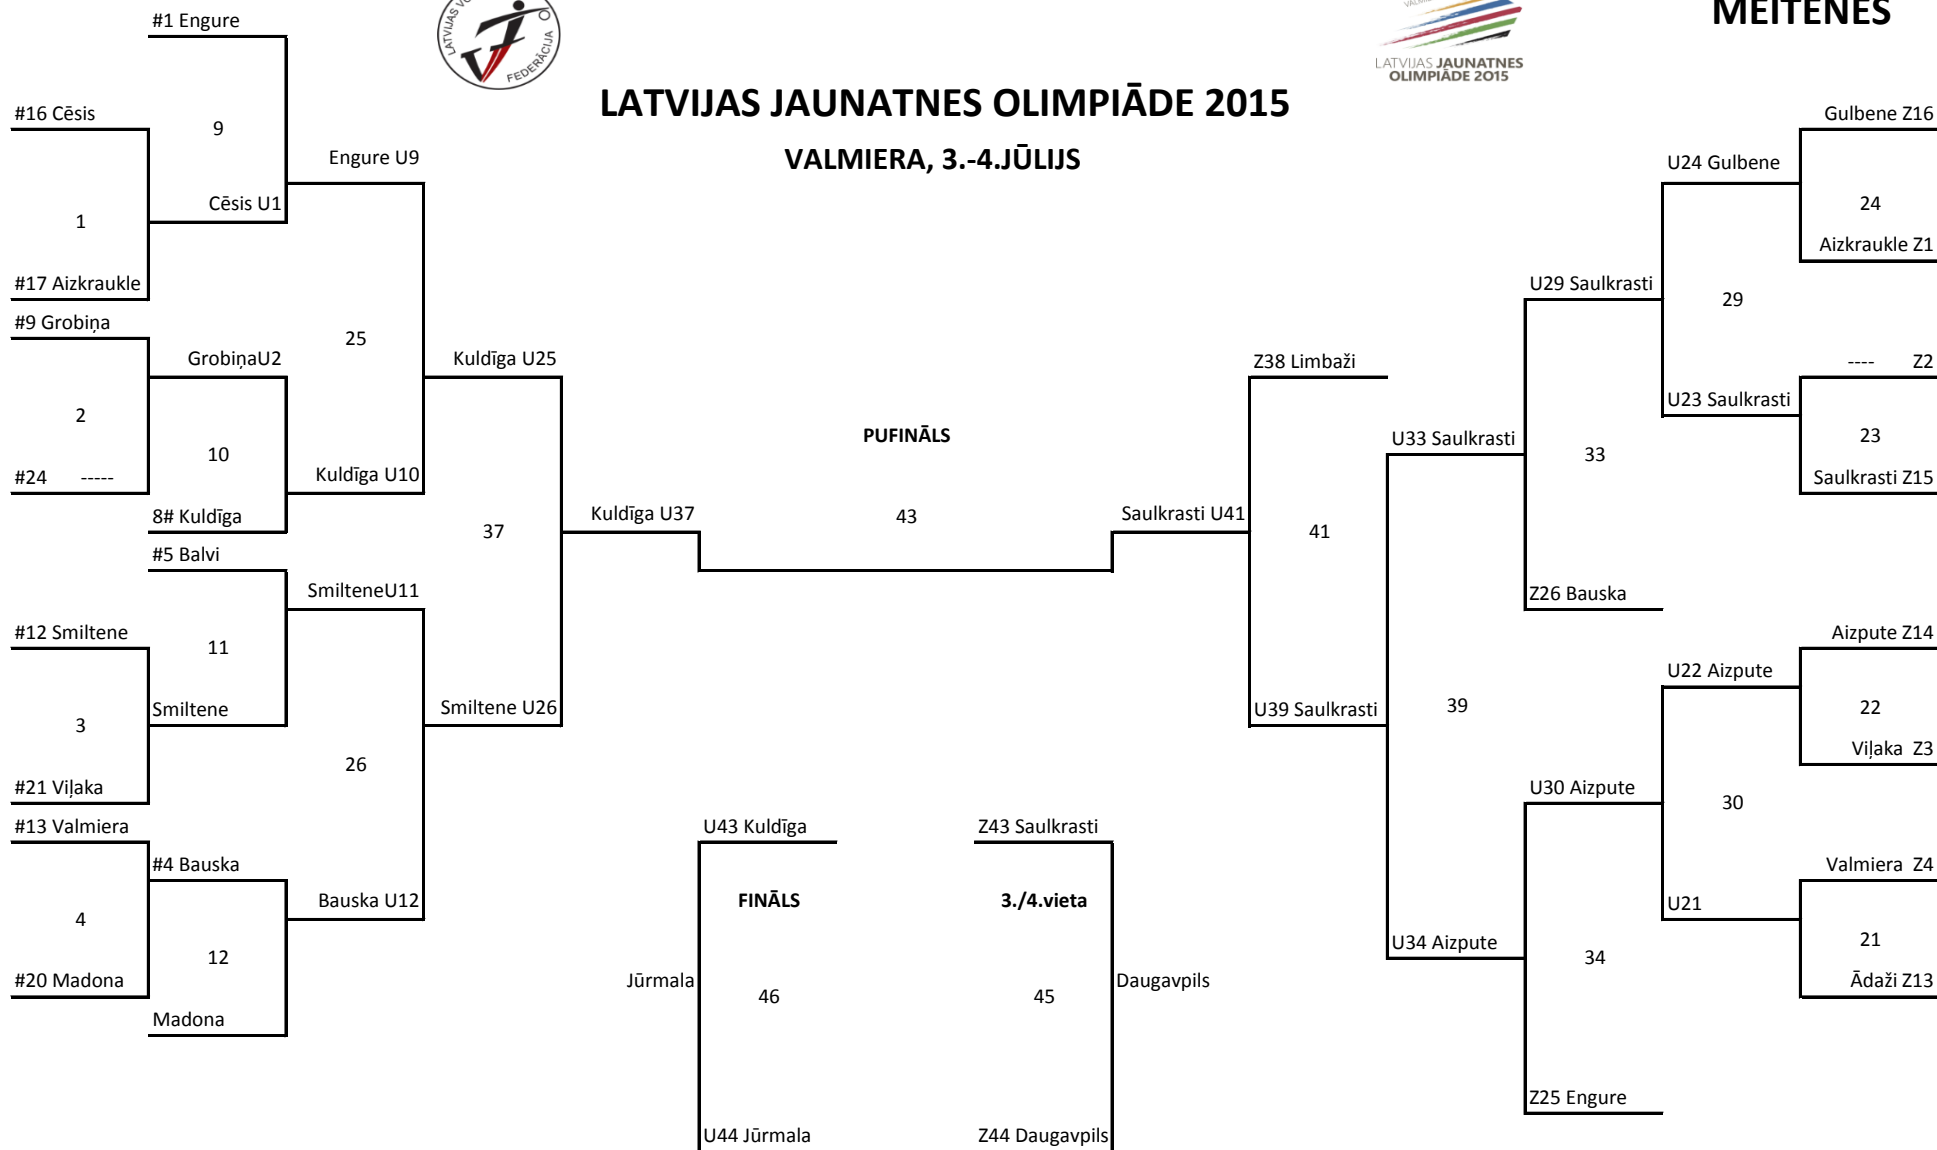 MEITENES
#1 Engure
LATVIJAS VO
FEDERĀCIJA
LATVIJAS JAUNATNES
OLIMPIĀDE 2015
LATVIJAS JAUNATNES OLIMPIĀDE 2015
VALMIERA, 3.-4.JŪLIJS
#16 Cēsis
9
Engure U9
Cēsis U1
1
#17 Aizkraukle
#9 Grobiņa
25
GrobiņaU2
Kuldīga U25
2
10
#24 -----
Kuldīga U10
8# Kuldīga
37
Kuldīga U37
#5 Balvi
SmilteneU11
#12 Smiltene
11
Smiltene
Smiltene U26
3
26
#21 Viļaka
#13 Valmiera
#4 Bauska
Bauska U12
4
12
#20 Madona
Madona
PUFINĀLS
43
U43 Kuldīga
FINĀLS
Jūrmala
46
U44 Jūrmala
Z43 Saulkrasti
3./4.vieta
Daugavpils
45
Z44 Daugavpils
Saulkrasti U41
Z38 Limbaži
41
U39 Saulkrasti
U33 Saulkrasti
39
U34 Aizpute
U29 Saulkrasti
33
Z26 Bauska
U30 Aizpute
34
Z25 Engure
U24 Gulbene
29
U23 Saulkrasti
U22 Aizpute
30
U21
Gulbene Z16
24
Aizkraukle Z1
---- Z2
23
Saulkrasti Z15
Aizpute Z14
22
Viļaka Z3
Valmiera Z4
21
Ādaži Z13